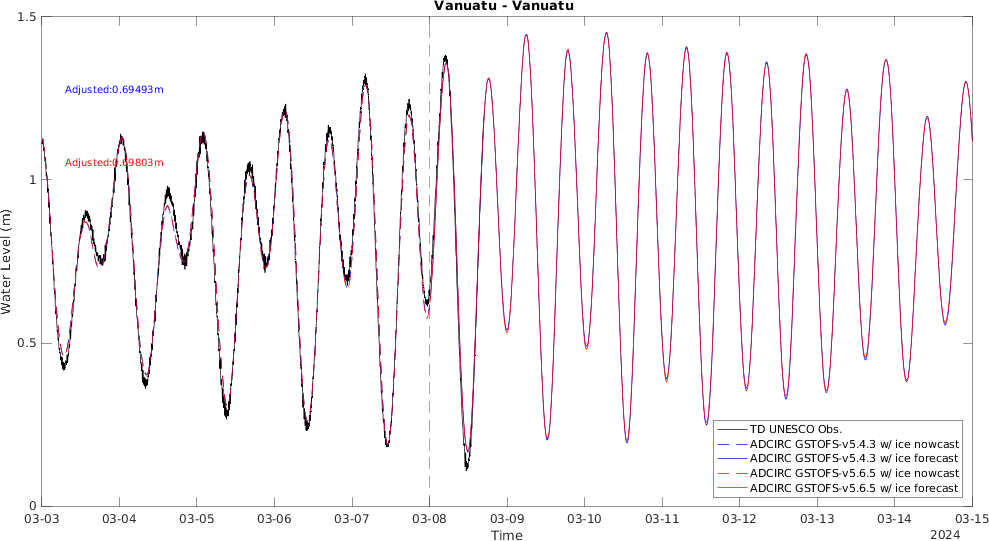 Vanuatu - Vanuatu
1.5
Adjusted:0.69493m
Adjusted:0.69803m
1
Water Level (m)
0.5
TD UNESCO Obs.
ADCIRC GSTOFS-v5.4.3 w/ ice nowcast
ADCIRC GSTOFS-v5.4.3 w/ ice forecast
ADCIRC GSTOFS-v5.6.5 w/ ice nowcast
ADCIRC GSTOFS-v5.6.5 w/ ice forecast
0
03-03 03-04 03-05 03-06 03-07 03-08 03-09 03-10 03-11 03-12 03-13 03-14 03-15
Time
2024